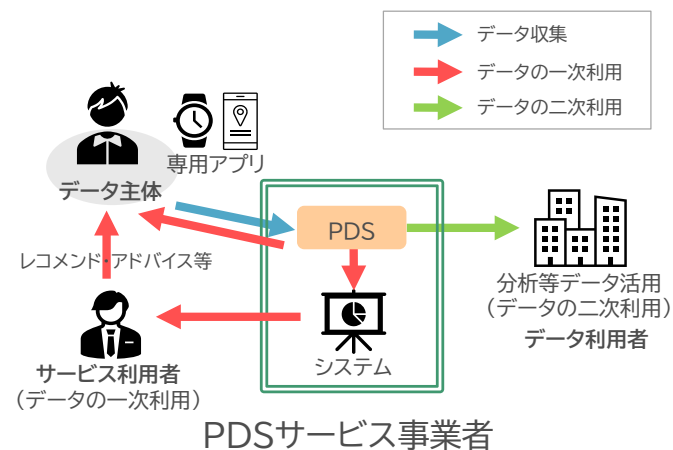 データ収集
データの一次利用
データの二次利用
専用アプリ
データ主体
PDS
レコメンド・アドバイス等
分析等データ活用
（データの二次利用）
データ利用者
システム
サービス利用者
（データの一次利用）
PDSサービス事業者